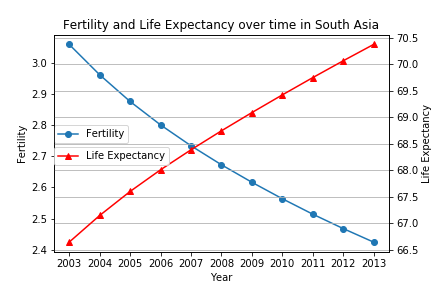 Fertility and Life Expectancy over time in South Asia
70.5
3.0
70.0
2.9
69.5
69.0
2.8
Fertility
68.5
2.7
Life Expectancy
68.0
2.6
67.5
2.5
67.0
2.4
66.5
Fertility
Life Expectancy
2003 2004 2005 2006 2007 2008 2009 2010 2011 2012 2013
Year